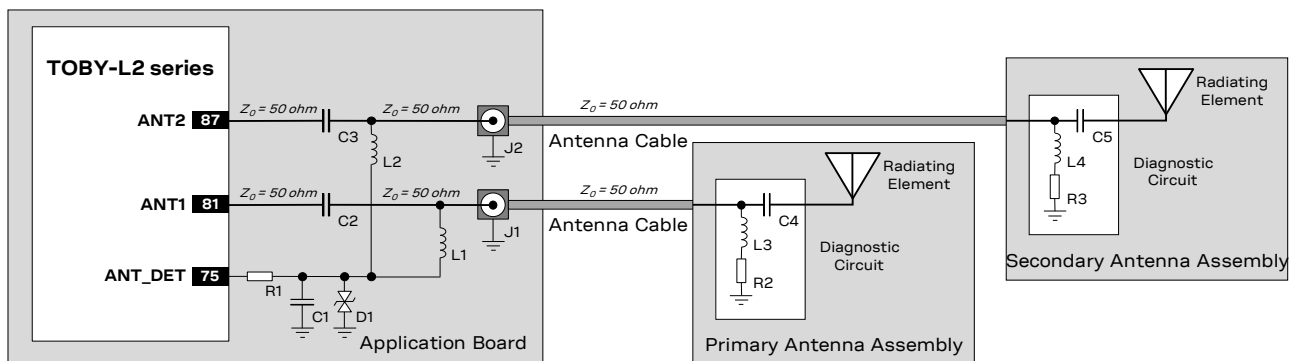 TOBY-L2 series
ANT2 87
Z0 = 50 ohm
C3
Z0 = 50 ohm
L2
J2
Z0 = 50 ohm
Antenna Cable
ANT1 81
Z0 = 50 ohm
C2
Z0 = 50 ohm
L1
J1
Z0 = 50 ohm
Antenna Cable
ANT_DET 75
R1
C1
D1
Application Board
C4
L3
R2
Radiating
Element
Diagnostic
Circuit
Primary Antenna Assembly
C5
L4
R3
Radiating
Element
Diagnostic
Circuit
Secondary Antenna Assembly